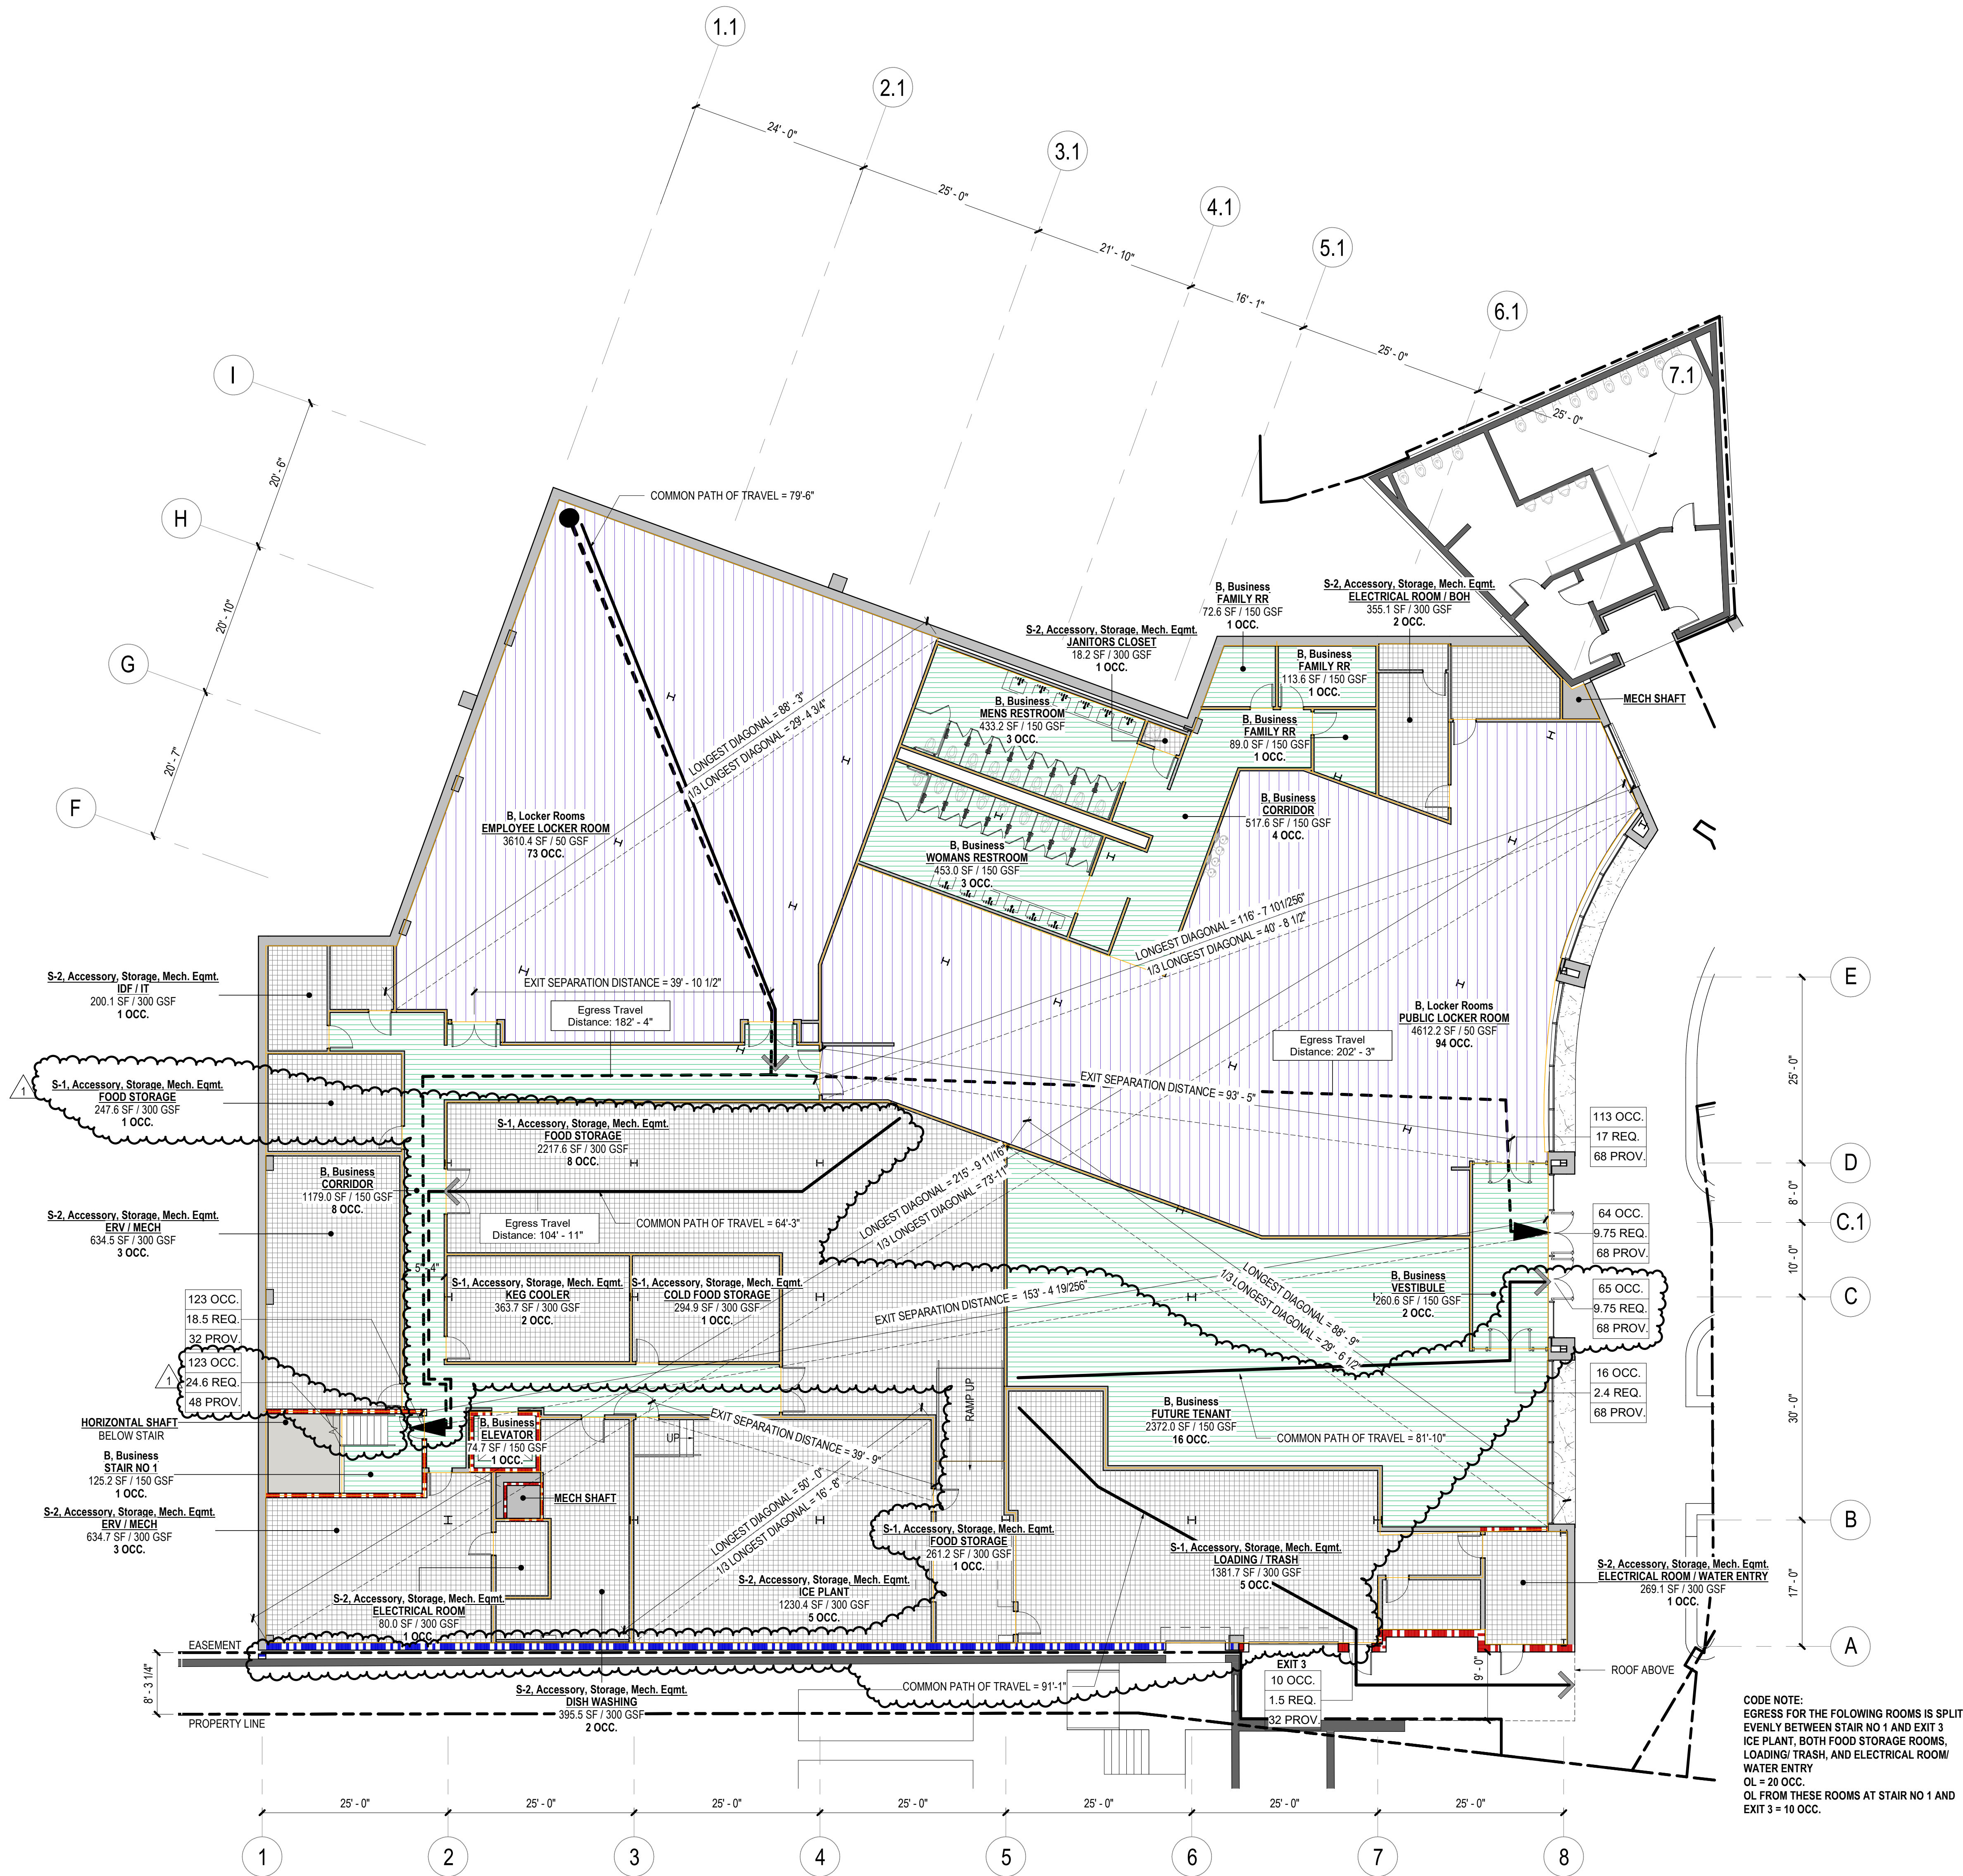 1.1
2.1
3.1
4.1
5.1
6.1
7.1
24' - 0"
25' - 0"
21' - 10"
16' - 1"
25' - 0"
25' - 0"
I
H
G
F
20' - 6"
20' - 10"
20' - 7"
COMMON PATH OF TRAVEL = 79'-6"
LONGEST DIAGONAL = 88' - 3"
1/3 LONGEST DIAGONAL = 29'- 4 3/4"
B, Locker Rooms
EMPLOYEE LOCKER ROOM
3610.4 SF / 50 GSF
73 OCC.
S-2, Accessory, Storage, Mech. Eqmt.
JANITORS CLOSET
18.2 SF / 300 GSF
1 OCC.
B, Business
FAMILY RR
72.6 SF / 150 GSF
1 OCC.
S-2, Accessory, Storage, Mech. Eqmt.
ELECTRICAL ROOM / BOH
355.1 SF / 300 GSF
2 OCC.
B, Business
FAMILY RR
113.6 SF / 150 GSF
1 OCC.
MECH SHAFT
B, Business
MENS RESTROOM
433.2 SF / 150 GSF
3 OCC.
B, Business
FAMILY RR
89.0 SF / 150 GSF
1 OCC.
B, Business
CORRIDOR
517.6 SF / 150 GSF
4 OCC.
B, Business
WOMANS RESTROOM
453.0 SF / 150 GSF
3 OCC.
LONGEST DIAGONAL = 116' - 7 101/256"
1/3 LONGEST DIAGONAL = 40' - 8 1/2"
S-2, Accessory, Storage, Mech. Eqmt.
IDF / IT
200.1 SF / 300 GSF
1 OCC.
EXIT SEPARATION DISTANCE = 39' - 10 1/2"
Egress Travel
Distance: 182' - 4"
B, Locker Rooms
PUBLIC LOCKER ROOM
4612.2 SF / 50 GSF
94 OCC.
Egress Travel
Distance: 202' - 3"
EXIT SEPARATION DISTANCE = 93' - 5"
E
D
C.1
C
B
A
25' - 0"
8' - 0"
10' - 0"
30' - 0"
17' - 0"
1
S-1, Accessory, Storage, Mech. Eqmt.
FOOD STORAGE
247.6 SF / 300 GSF
1 OCC.
S-1, Accessory, Storage, Mech. Eqmt.
FOOD STORAGE
2217.6 SF / 300 GSF
8 OCC.
113 OCC.
17 REQ.
68 PROV.
B, Business
CORRIDOR
1179.0 SF / 150 GSF
8 OCC.
LONGEST DIAGONAL = 215' - 9 11/16"
1/3 LONGEST DIAGONAL = 73'-11"
S-2, Accessory, Storage, Mech. Eqmt.
ERV / MECH
634.5 SF / 300 GSF
3 OCC.
Egress Travel
Distance: 104' - 11"
COMMON PATH OF TRAVEL = 64'-3"
64 OCC.
9.75 REQ.
68 PROV.
5' - 4"
S-1, Accessory, Storage, Mech. Eqmt.
KEG COOLER
363.7 SF / 300 GSF
2 OCC.
S-1, Accessory, Storage, Mech. Eqmt.
COLD FOOD STORAGE
294.9 SF / 300 GSF
1 OCC.
EXIT SEPARATION DISTANCE = 153' - 4 19/256"
LONGEST DIAGONAL = 88' - 9"
1/3 LONGEST DIAGONAL = 29' - 6 1/2"
B, Business
VESTIBULE
260.6 SF / 150 GSF
2 OCC.
65 OCC.
9.75 REQ.
68 PROV.
123 OCC.
18.5 REQ.
32 PROV.
1
123 OCC.
24.6 REQ.
48 PROV.
16 OCC.
2.4 REQ.
68 PROV.
HORIZONTAL SHAFT
BELOW STAIR
B, Business
STAIR NO 1
125.2 SF / 150 GSF
1 OCC.
B, Business
ELEVATOR
74.7 SF / 150 GSF
1 OCC.
UP
RAMP UP
EXIT SEPARATION DISTANCE = 39' - 9"
B, Business
FUTURE TENANT
2372.0 SF / 150 GSF
16 OCC.
COMMON PATH OF TRAVEL = 81'-10"
MECH SHAFT
LONGEST DIAGONAL = 50' - 0"
1/3 LONGEST DIAGONAL = 16' - 8"
S-2, Accessory, Storage, Mech. Eqmt.
ERV / MECH
634.7 SF / 300 GSF
3 OCC.
S-1, Accessory, Storage, Mech. Eqmt.
FOOD STORAGE
261.2 SF / 300 GSF
1 OCC.
S-1, Accessory, Storage, Mech. Eqmt.
LOADING / TRASH
1381.7 SF / 300 GSF
5 OCC.
S-2, Accessory, Storage, Mech. Eqmt.
ELECTRICAL ROOM / WATER ENTRY
269.1 SF / 300 GSF
1 OCC.
S-2, Accessory, Storage, Mech. Eqmt.
ELECTRICAL ROOM
80.0 SF / 300 GSF
1 OCC.
S-2, Accessory, Storage, Mech. Eqmt.
ICE PLANT
1230.4 SF / 300 GSF
5 OCC.
EASEMENT
8' - 3 1/4"
PROPERTY LINE
S-2, Accessory, Storage, Mech. Eqmt.
DISH WASHING
395.5 SF / 300 GSF
2 OCC.
COMMON PATH OF TRAVEL = 91'-1"
EXIT 3
10 OCC.
1.5 REQ.
32 PROV.
9' - 0"
ROOF ABOVE
CODE NOTE:
EGRESS FOR THE FOLOWING ROOMS IS SPLIT
EVENLY BETWEEN STAIR NO 1 AND EXIT 3
ICE PLANT, BOTH FOOD STORAGE ROOMS,
LOADING/ TRASH, AND ELECTRICAL ROOM/
WATER ENTRY
OL = 20 OCC.
OL FROM THESE ROOMS AT STAIR NO 1 AND
EXIT 3 = 10 OCC.
25' - 0"
25' - 0"
25' - 0"
25' - 0"
25' - 0"
25' - 0"
25' - 0"
1
2
3
4
5
6
7
8